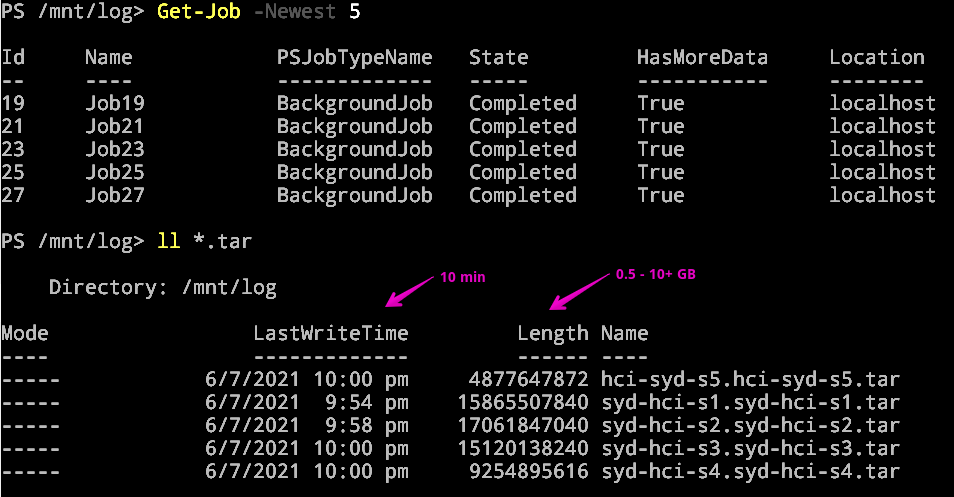 PS /mnt/log> Get-Job -Newest 5
Id Name PSJobTypeName State HasMoreData Location
-- ---- ------------- ----- ----------- --------
19 Job19 BackgroundJob Completed True localhost
21 Job21 BackgroundJob Completed True localhost
23 Job23 BackgroundJob Completed True localhost
25 Job25 BackgroundJob Completed True localhost
27 Job27 BackgroundJob Completed True localhost
PS /mnt/log> ll *.tar
Directory: /mnt/log
10 min
0.5 - 10+ GB
Mode LastWriteTime Length Name
---- ------------- ------ ----
----- 6/7/2021 10:00 pm 4877647872 hci-syd-s5.hci-syd-s5.tar
----- 6/7/2021 9:54 pm 15865507840 syd-hci-s1.syd-hci-s1.tar
----- 6/7/2021 9:58 pm 17061847040 syd-hci-s2.syd-hci-s2.tar
----- 6/7/2021 10:00 pm 15120138240 syd-hci-s3.syd-hci-s3.tar
----- 6/7/2021 10:00 pm 9254895616 syd-hci-s4.syd-hci-s4.tar